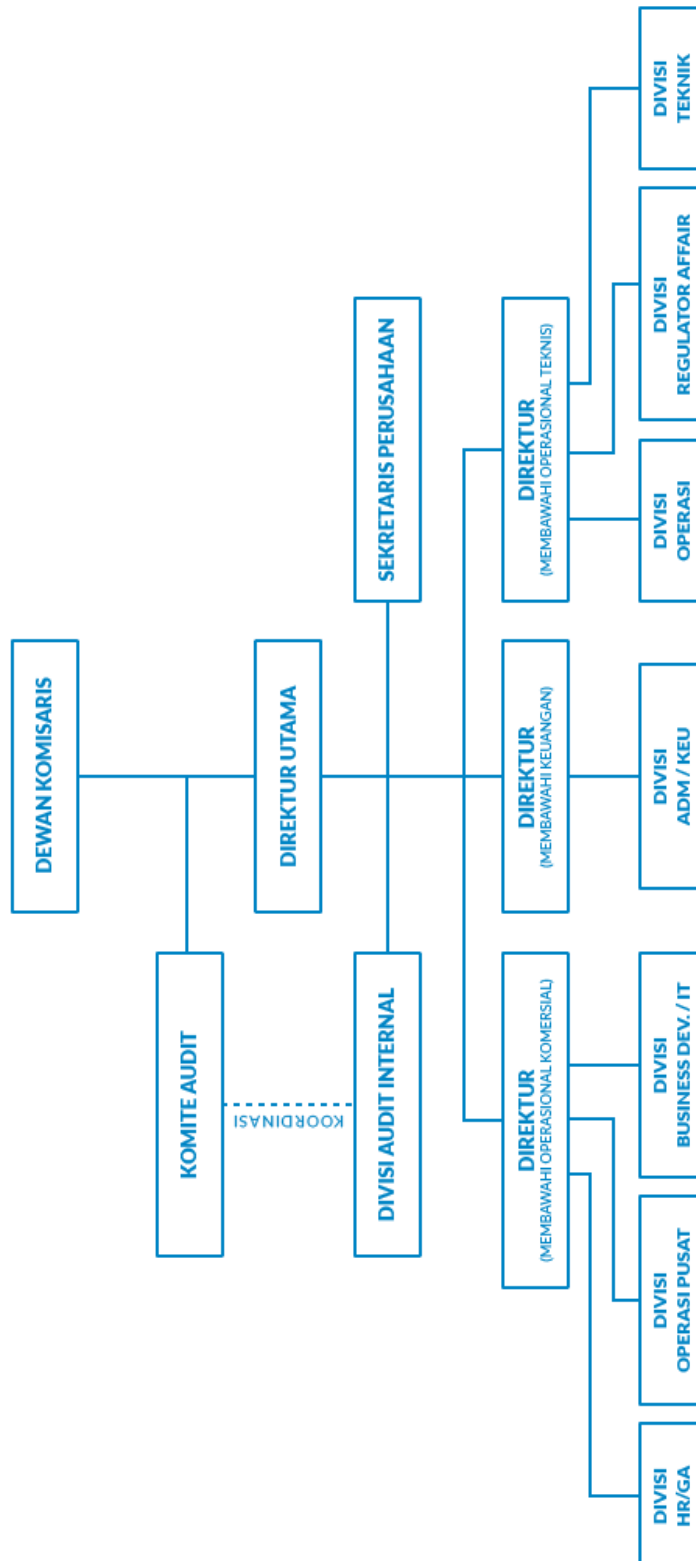 DEWAN KOMISARIS
KOMITE AUDIT
DIREKTUR UTAMA
KOORDINASI
DIVISI AUDIT INTERNAL
SEKRETARIS PERUSAHAAN
DIREKTUR
(MEMBAWAHI OPERASIONAL KOMERSIAL)
DIREKTUR
(MEMBAWAHI KEUANGAN)
DIREKTUR
(MEMBAWAHI OPERASIONAL TEKNIS)
DIVISI
HR/GA
DIVISI
OPERASI PUSAT
DIVISI
BUSINESS DEV. / IT
DIVISI
ADM / KEU
DIVISI
OPERASI
DIVISI
REGULATOR AFFAIR
DIVISI
TEKNIK